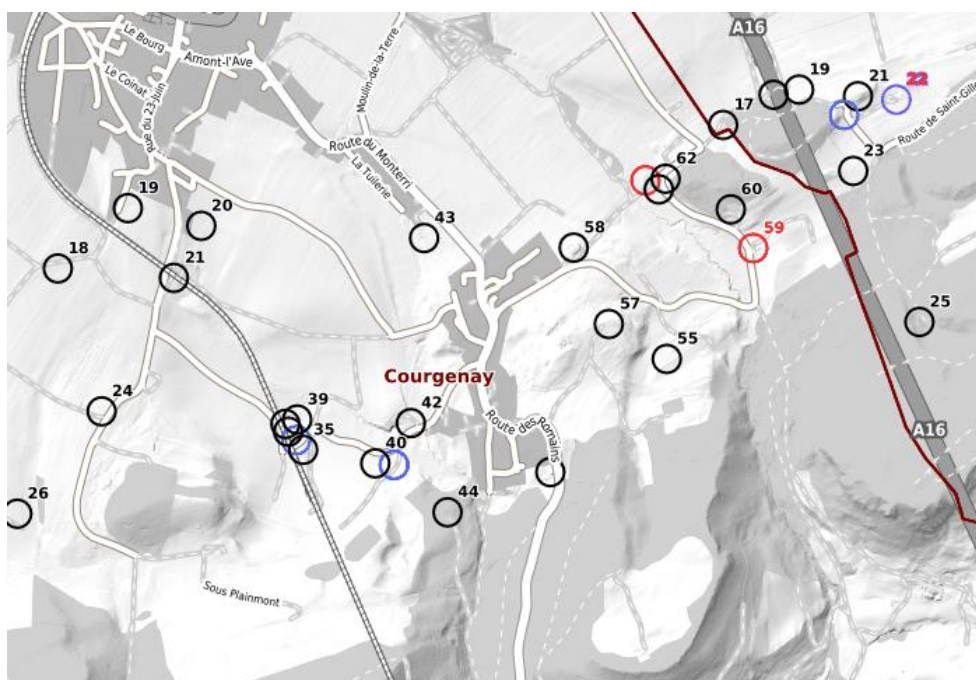 A16
Le Bourg
Amont-l'Ave
Le Coinat
Rue du 23-Juin
Moulin-de-la-Terre
Route du Monterri
La Tuilerie
17
19
21
22
Route de Saint-Gille
23
62
60
59
19
20
43
58
18
21
57
55
25
Courgenay
24
39
35
42
40
Route des Romains
A16
26
44
Sous Plainmont